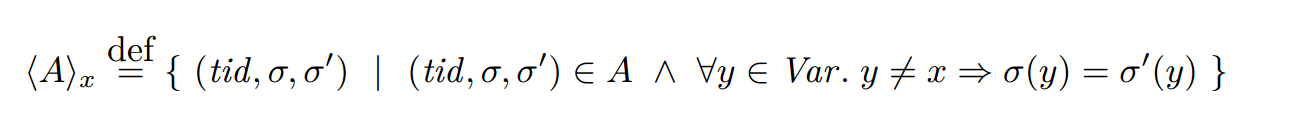 ⟨A⟩ₓ def= { (tid, σ, σ′) | (tid, σ, σ′) ∈ A ∧ ∀y ∈ Var. y ≠ x ⇒ σ(y) = σ′(y) }